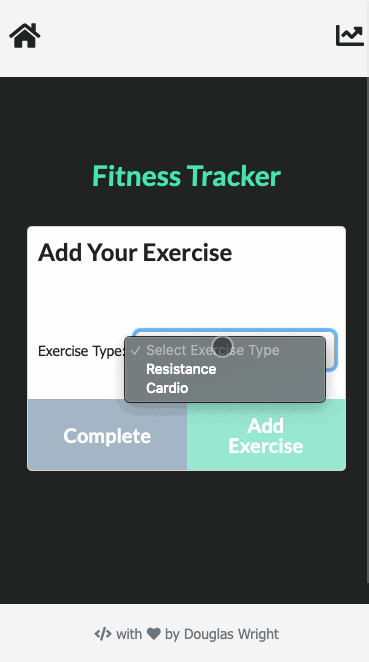 Fitness Tracker
Add Your Exercise
Exercise Type:
✓ Select Exercise Type
Resistance
Cardio
Complete
Add
Exercise
</> with ♥ by Douglas Wright